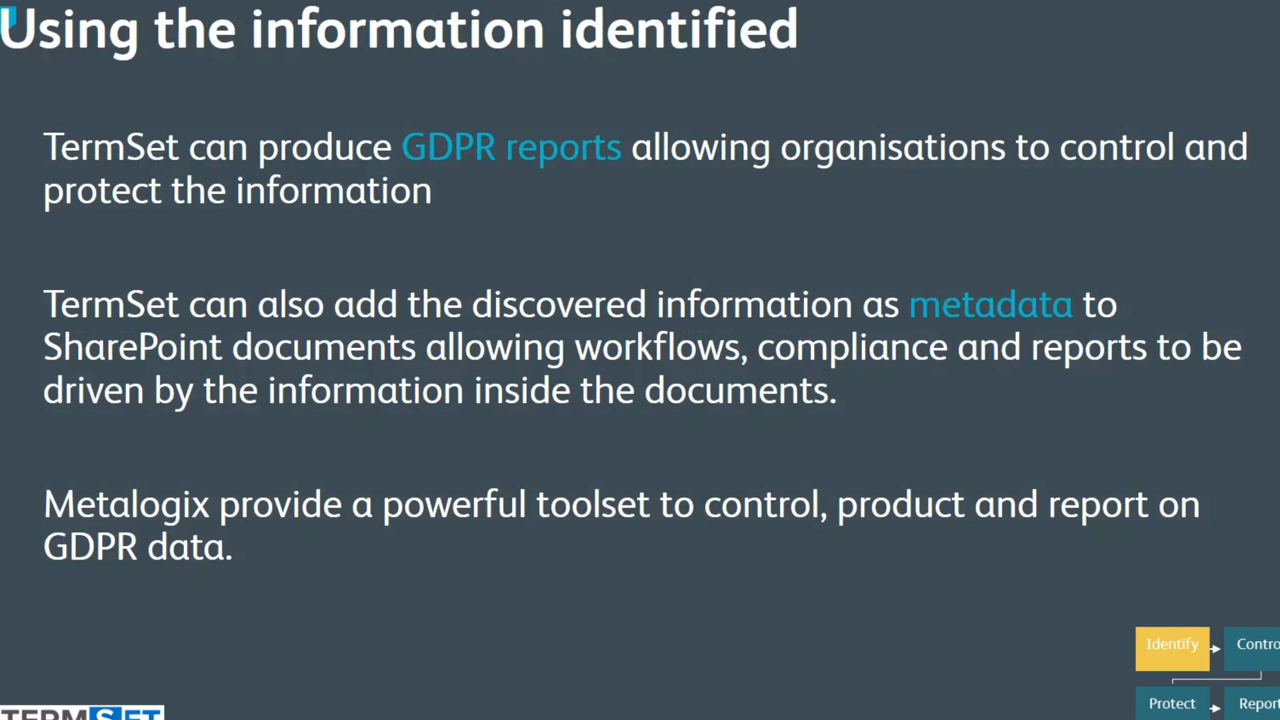 Using the information identified
TermSet can produce GDPR reports allowing organisations to control and
protect the information
TermSet can also add the discovered information as metadata to
SharePoint documents allowing workflows, compliance and reports to be
driven by the information inside the documents.
Metalogix provide a powerful toolset to control, product and report on
GDPR data.
Identify
Contro
Protect
Report
TERMSET